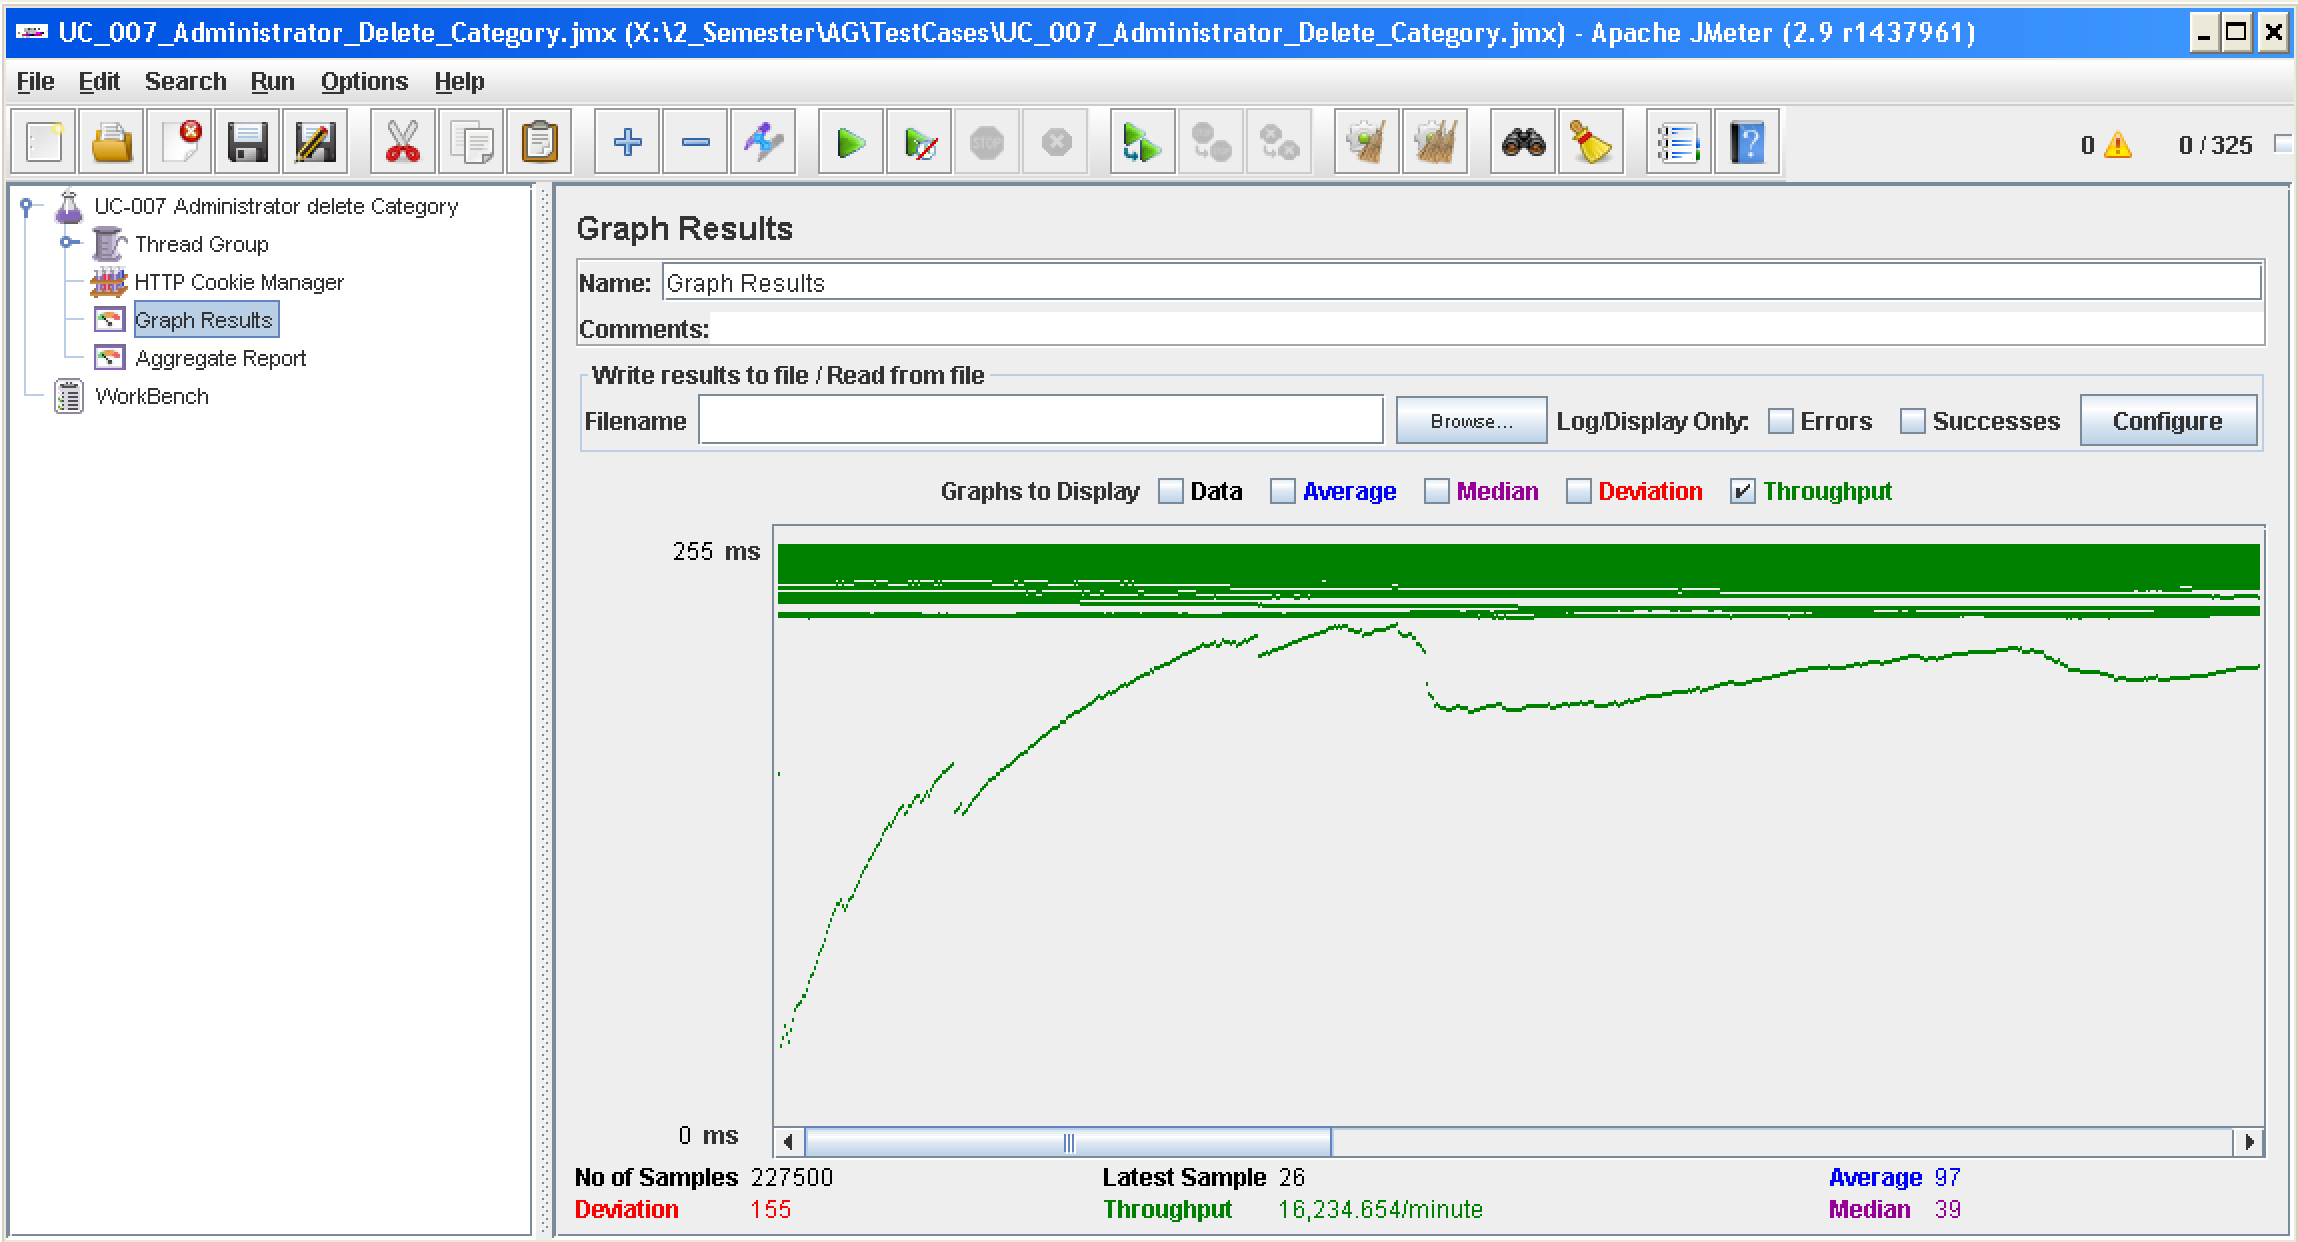 UC_007_Administrator_Delete_Category.jmx (X:\2_Semester\AG\TestCases\UC_007_Administrator_Delete_Category.jmx) - Apache JMeter (2.9 r1437961)
File Edit Search Run Options Help
STOP
0 0 / 325
UC-007 Administrator delete Category
Thread Group
HTTP Cookie Manager
Graph Results
Aggregate Report
WorkBench
Graph Results
Name: Graph Results
Comments:
Write results to file / Read from file
Filename Browse... Log/Display Only: Errors Successes Configure
Graphs to Display Data Average Median Deviation Throughput
255 ms
0 ms
No of Samples 227500 Latest Sample 26 Average 97
Deviation 155 Throughput 16,234.654/minute Median 39